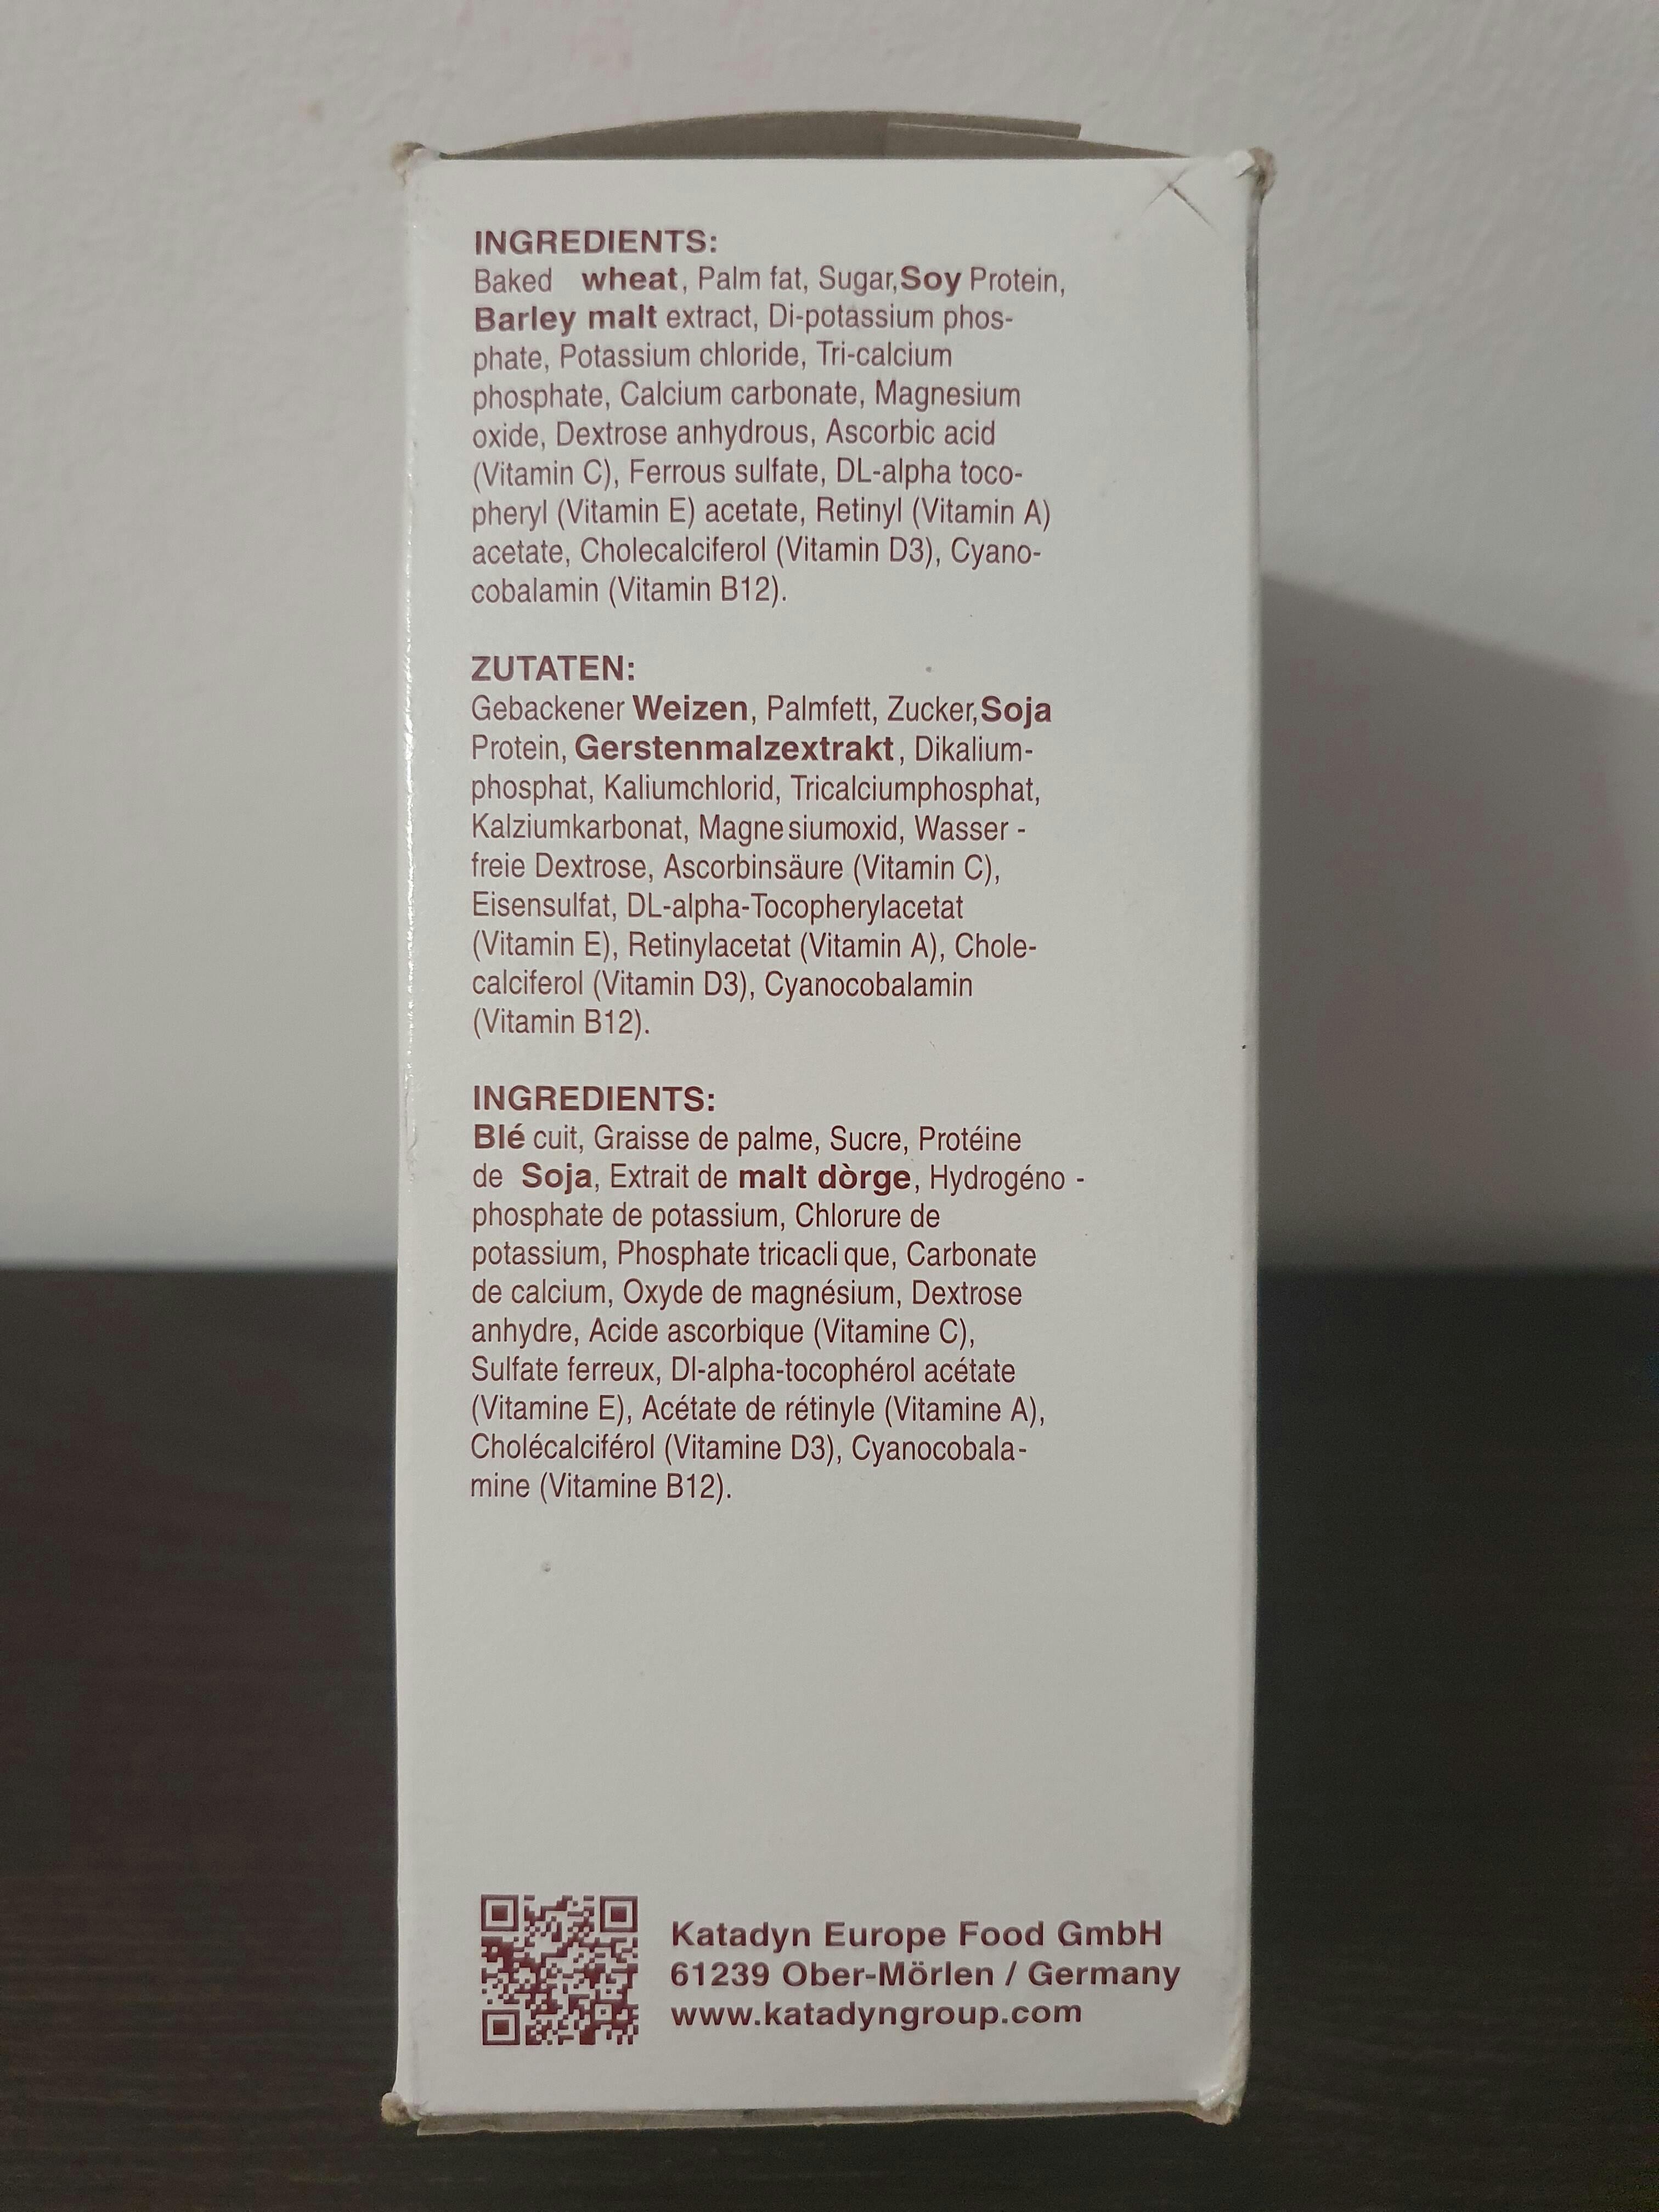 INGREDIENTS:
Baked wheat, Palm fat, Sugar,Soy Protein,
Barley malt extract, Di-potassium phos-
phate, Potassium chloride, Tri-calcium
phosphate, Calcium carbonate, Magnesium
oxide, Dextrose anhydrous, Ascorbic acid
(Vitamin C), Ferrous sulfate, DL-alpha toco-
pheryl (Vitamin E) acetate, Retinyl (Vitamin A)
acetate, Cholecalciferol (Vitamin D3), Cyano-
cobalamin (Vitamin B12).
ZUTATEN:
Gebackener Weizen, Palmfett, Zucker,Soja
Protein, Gerstenmalzextrakt, Dikalium-
phosphat, Kaliumchlorid, Tricalciumphosphat,
Kalziumkarbonat, Magnesiumoxid, Wasser -
freie Dextrose, Ascorbinsäure (Vitamin C),
Eisensulfat, DL-alpha-Tocopherylacetat
(Vitamin E), Retinylacetat (Vitamin A), Chole-
calciferol (Vitamin D3), Cyanocobalamin
(Vitamin B12).
INGREDIENTS:
Blé cuit, Graisse de palme, Sucre, Protéine
de Soja, Extrait de malt dòrge, Hydrogéno -
phosphate de potassium, Chlorure de
potassium, Phosphate tricacli que, Carbonate
de calcium, Oxyde de magnésium, Dextrose
anhydre, Acide ascorbique (Vitamine C),
Sulfate ferreux, Dl-alpha-tocophérol acétate
(Vitamine E), Acétate de rétinyle (Vitamine A),
Cholécalciférol (Vitamine D3), Cyanocobala-
mine (Vitamine B12).
Katadyn Europe Food GmbH
61239 Ober-Mörlen / Germany
www.katadyngroup.com